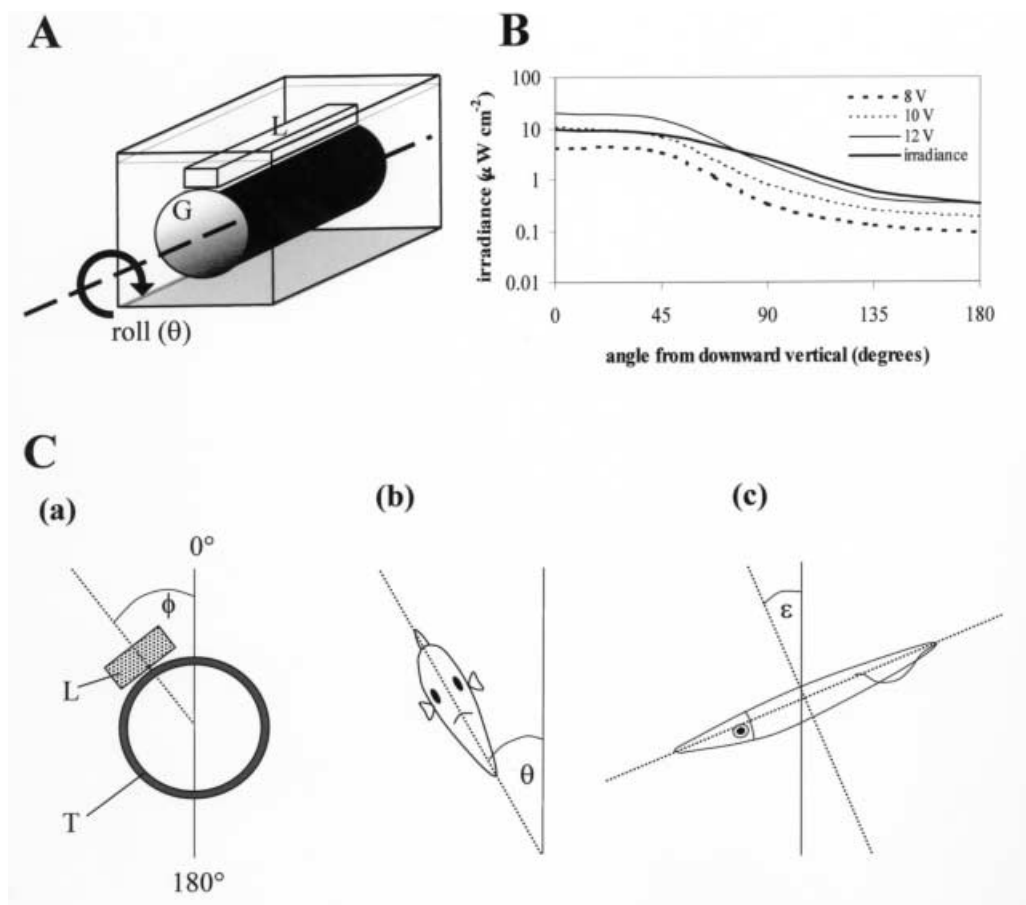 A
L
G
roll (θ)
B
irradiance (μW cm⁻²)
100
10
1
0.1
0.01
0
45
90
135
180
angle from downward vertical (degrees)
8 V
10 V
12 V
irradiance
C
(a)
0°
ϕ
L
T
180°
(b)
θ
(c)
ε